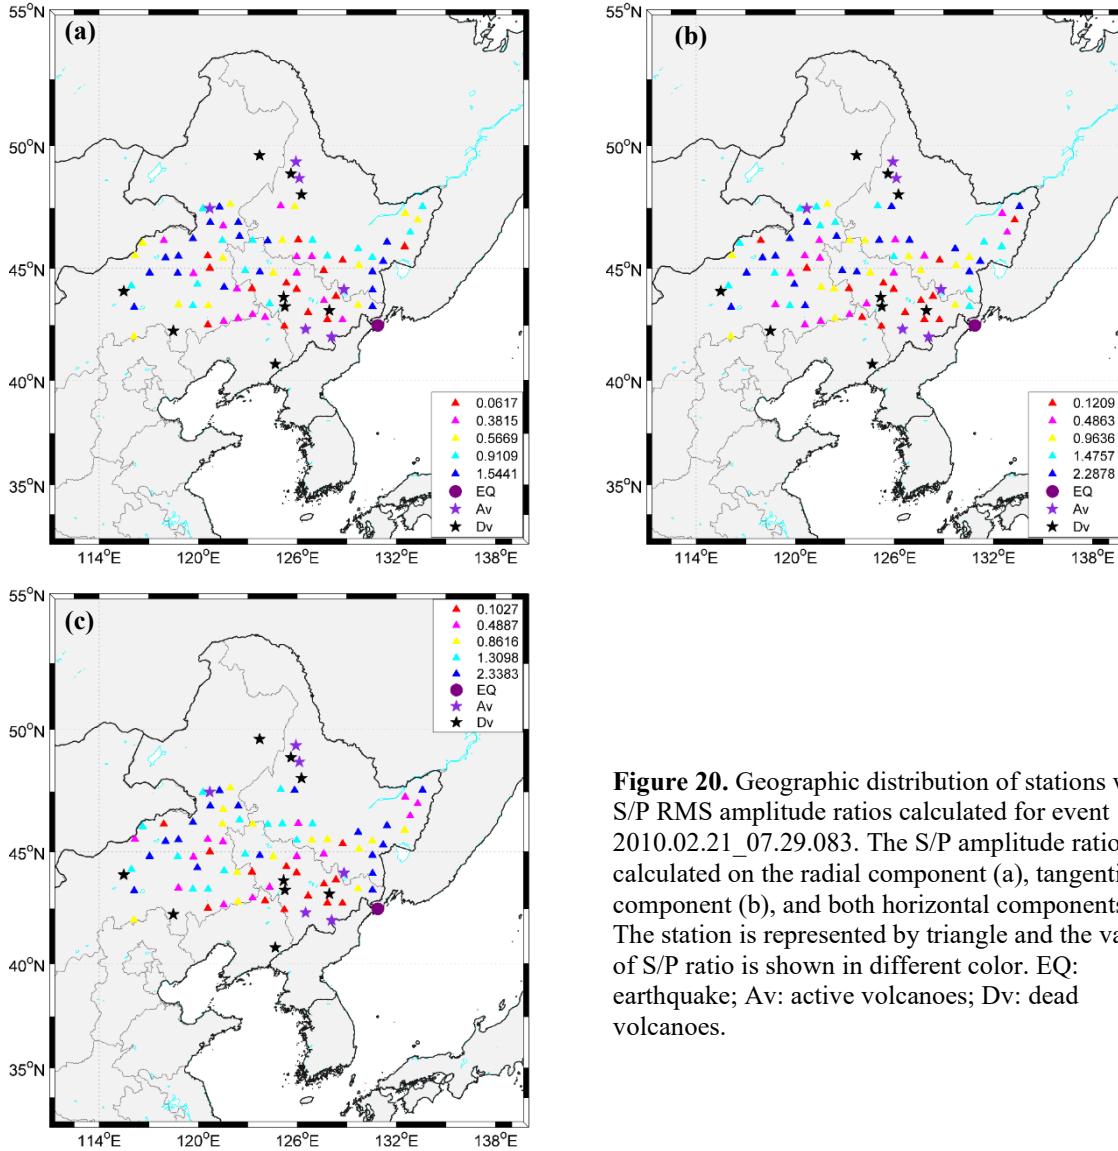 (a)
55°N
50°N
45°N
40°N
35°N
114°E
120°E
126°E
132°E
138°E
0.0617
0.3815
0.5669
0.9109
1.5441
EQ
Av
Dv
(b)
55°N
50°N
45°N
40°N
35°N
114°E
120°E
126°E
132°E
138°E
0.1209
0.4863
0.9636
1.4757
2.2878
EQ
Av
Dv
(c)
55°N
50°N
45°N
40°N
35°N
114°E
120°E
126°E
132°E
138°E
0.1027
0.4887
0.8616
1.3098
2.3383
EQ
Av
Dv
Figure 20. Geographic distribution of stations
S/P RMS amplitude ratios calculated for event
2010.02.21_07.29.083. The S/P amplitude ratio
calculated on the radial component (a), tangenti
component (b), and both horizontal components
The station is represented by triangle and the va
of S/P ratio is shown in different color. EQ:
earthquake; Av: active volcanoes; Dv: dead
volcanoes.